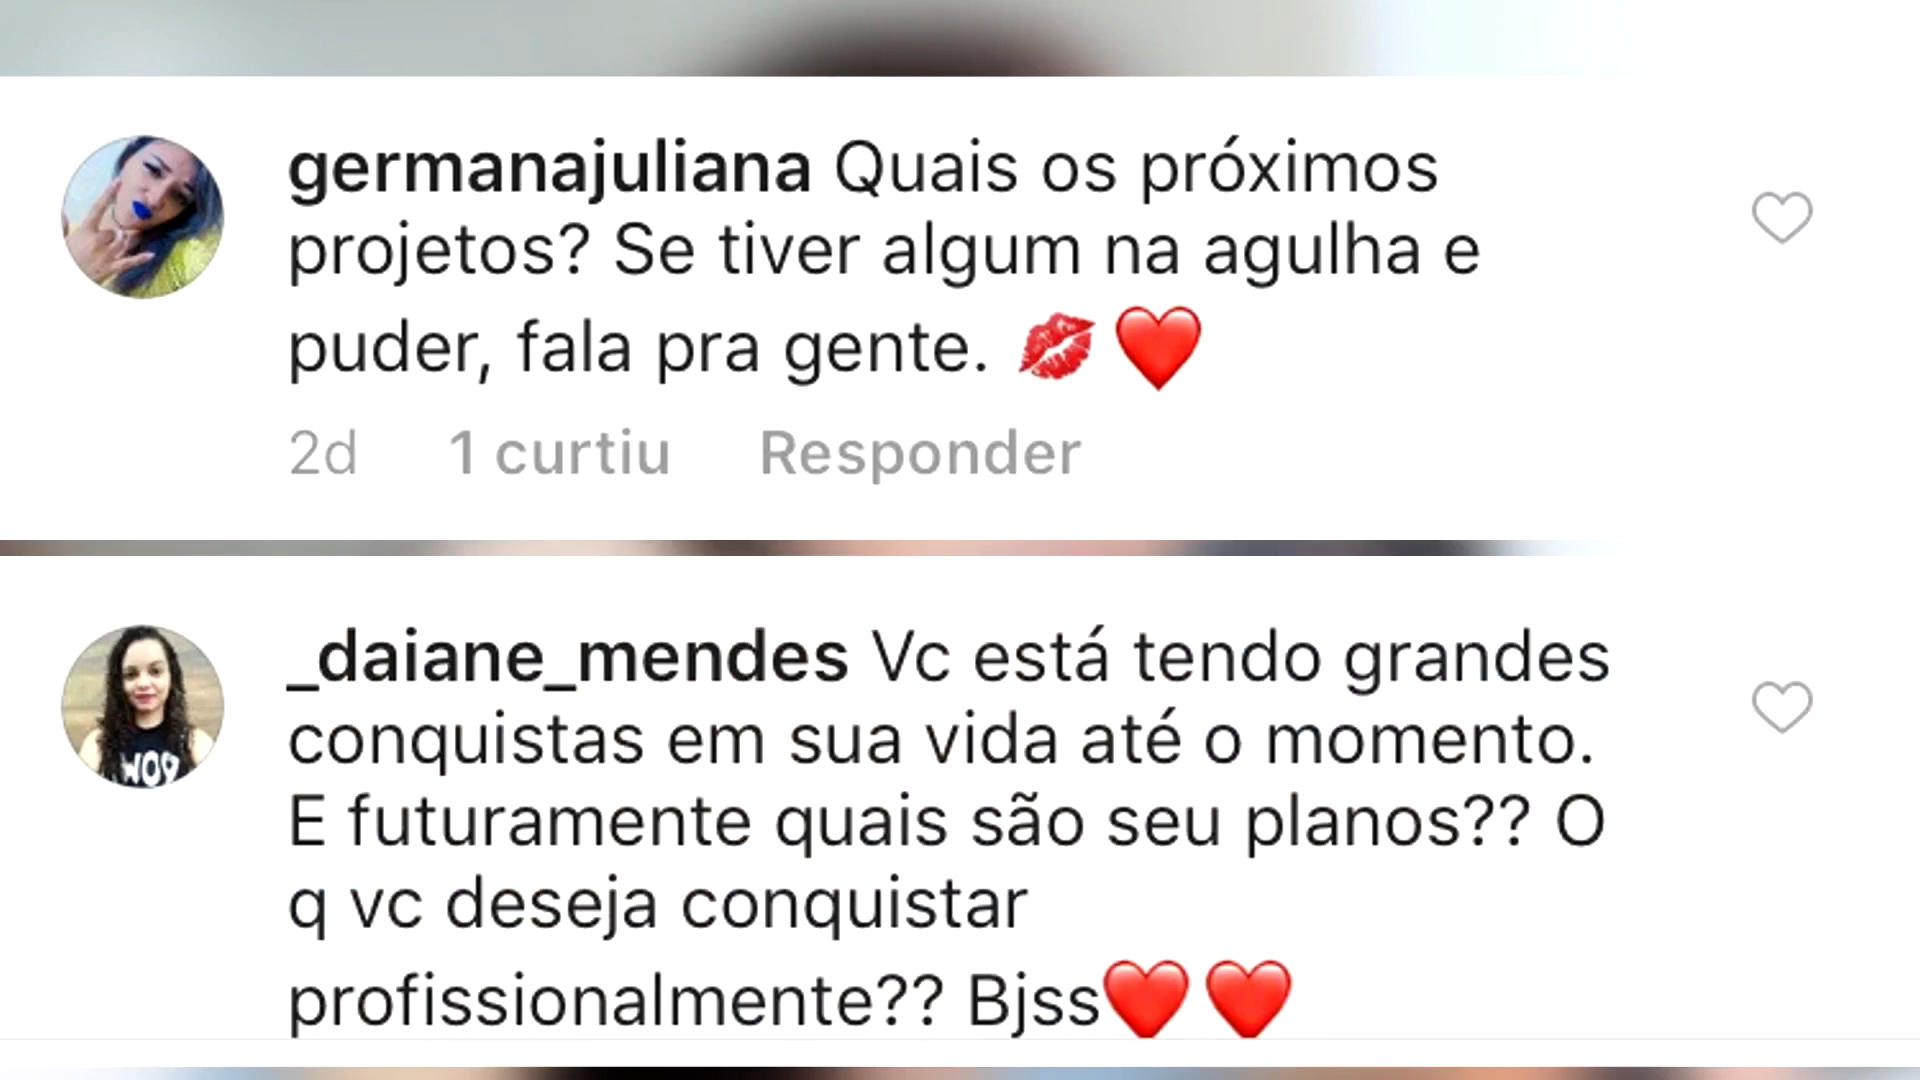 germanajuliana Quais os próximos
projetos? Se tiver algum na agulha e
puder, fala pra gente. 💋❤️
2d 1 curtiu Responder
_daiane_mendes Vc está tendo grandes
conquistas em sua vida até o momento.
E futuramente quais são seu planos?? O
q vc deseja conquistar
profissionalmente?? Bjss❤️❤️